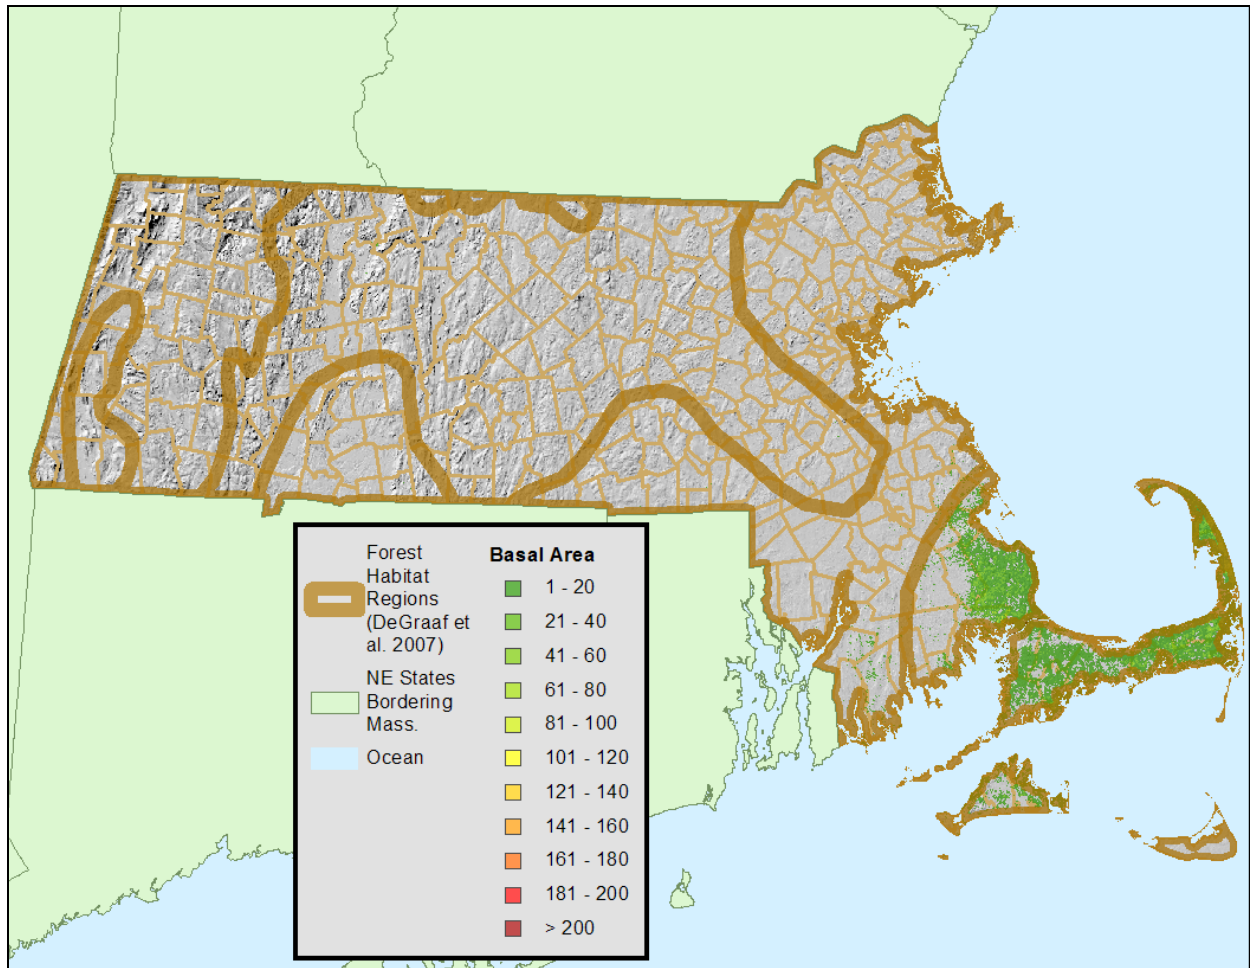 Forest
Habitat
Regions
(DeGraaf et
al. 2007)
NE States
Bordering
Mass.
Ocean
Basal Area
1 - 20
21 - 40
41 - 60
61 - 80
81 - 100
101 - 120
121 - 140
141 - 160
161 - 180
181 - 200
> 200